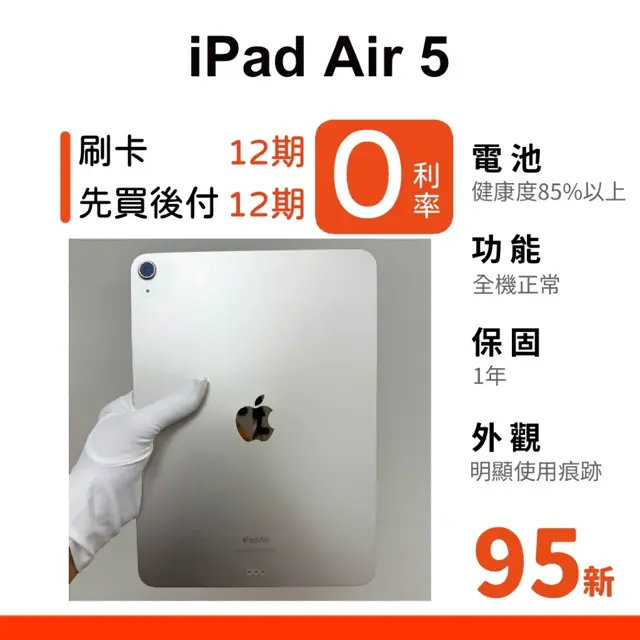 iPad Air 5
刷卡 12期
先買後付 12期
0
利率
電池
健康度85%以上
功能
全機正常
保固
1年
外觀
明顯使用痕跡
95新
iPad Air